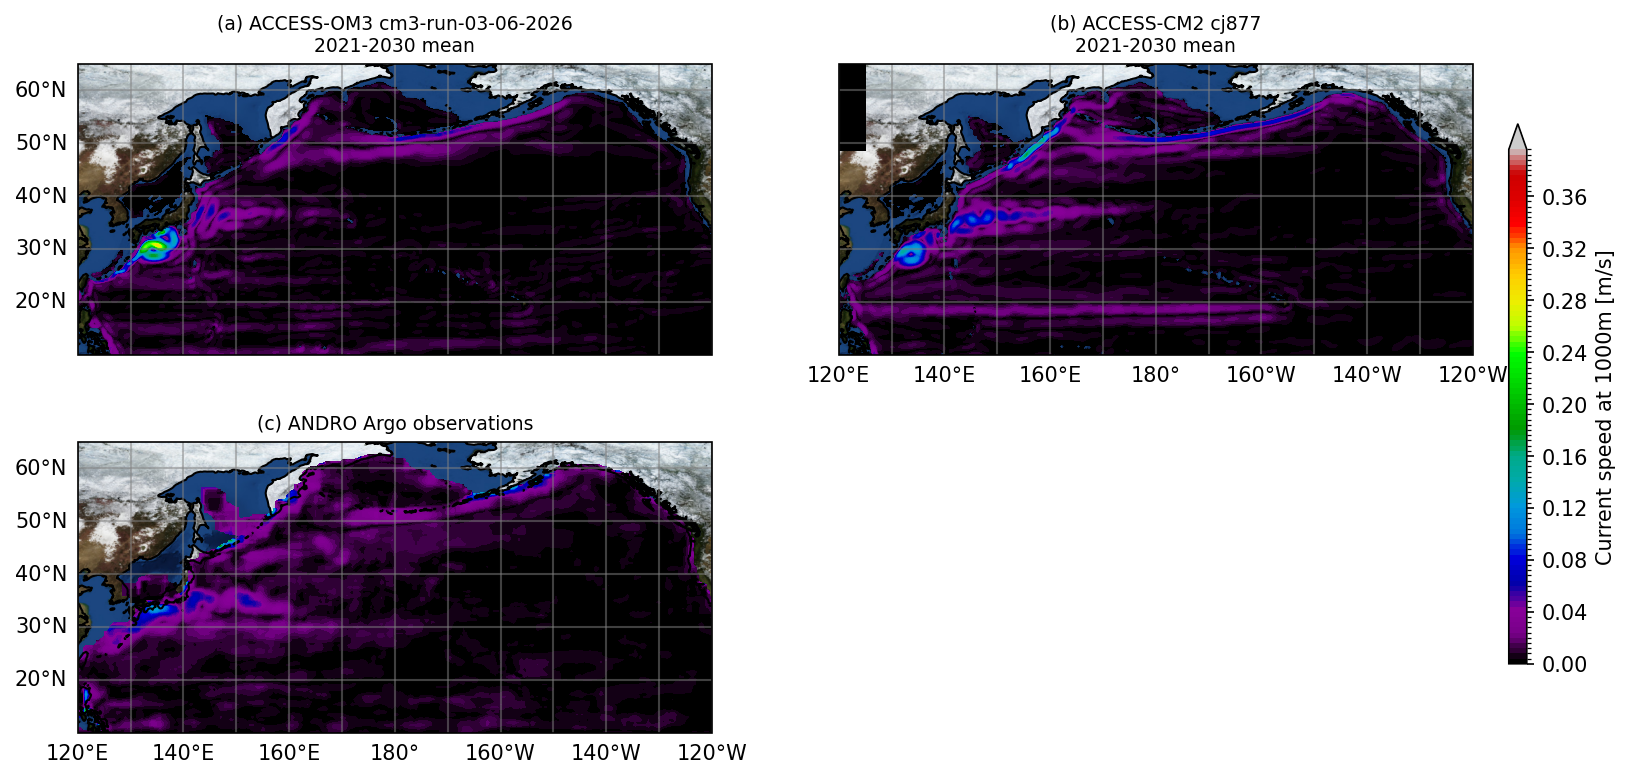 (a) ACCESS-OM3 cm3-run-03-06-2026
2021-2030 mean
60°N
50°N
40°N
30°N
20°N
(b) ACCESS-CM2 cj877
2021-2030 mean
120°E 140°E 160°E 180° 160°W 140°W 120°W
(c) ANDRO Argo observations
60°N
50°N
40°N
30°N
20°N
120°E 140°E 160°E 180° 160°W 140°W 120°W
0.36
0.32
0.28
0.24
0.20
0.16
0.12
0.08
0.04
0.00
Current speed at 1000m [m/s]